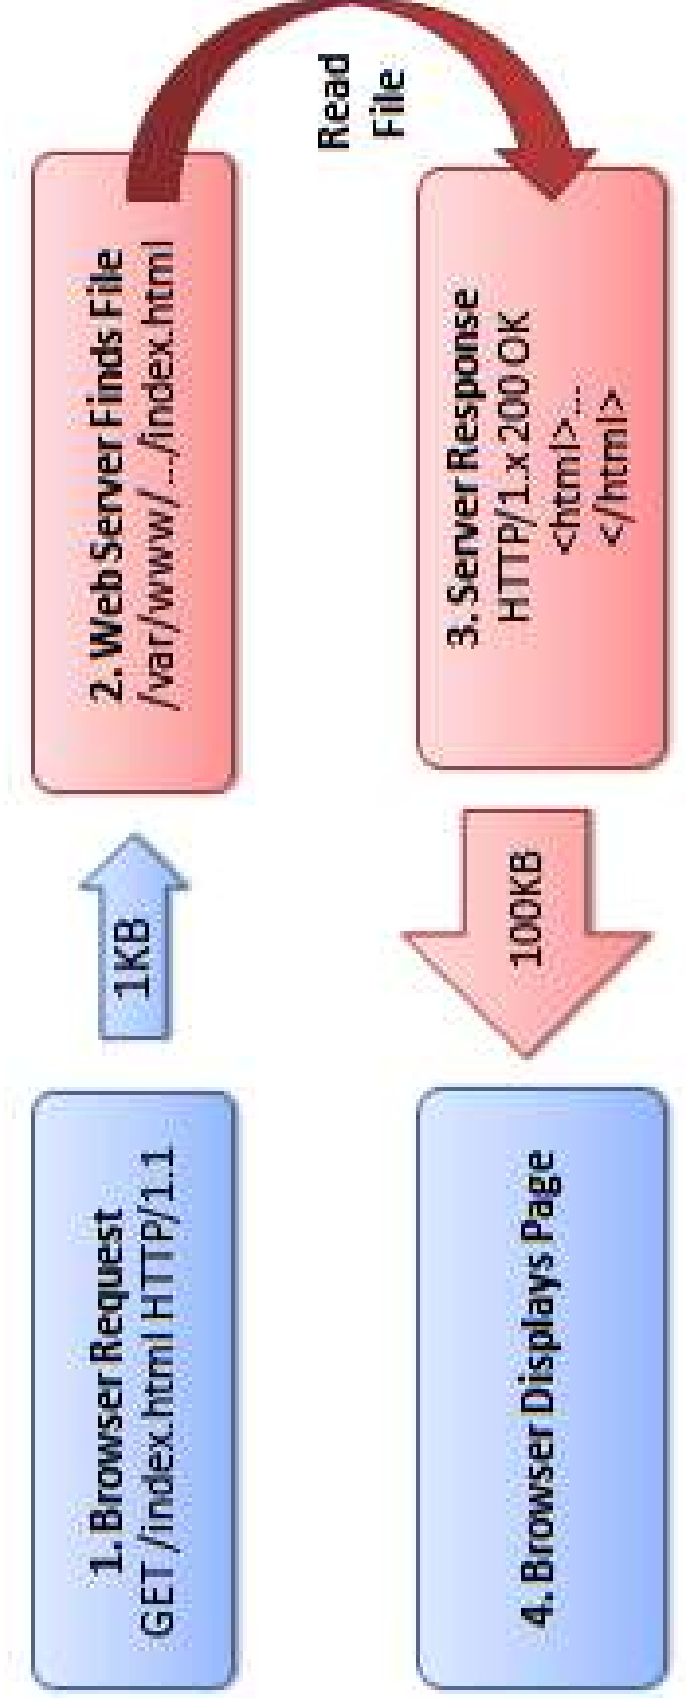 1. Browser Request
GET /index.html HTTP/1.1
1KB
2. Web Server Finds File
/var/www/.../index.html
Read
File
3. Server Response
HTTP/1.x 200 OK
<html>...
</html>
100KB
4. Browser Displays Page